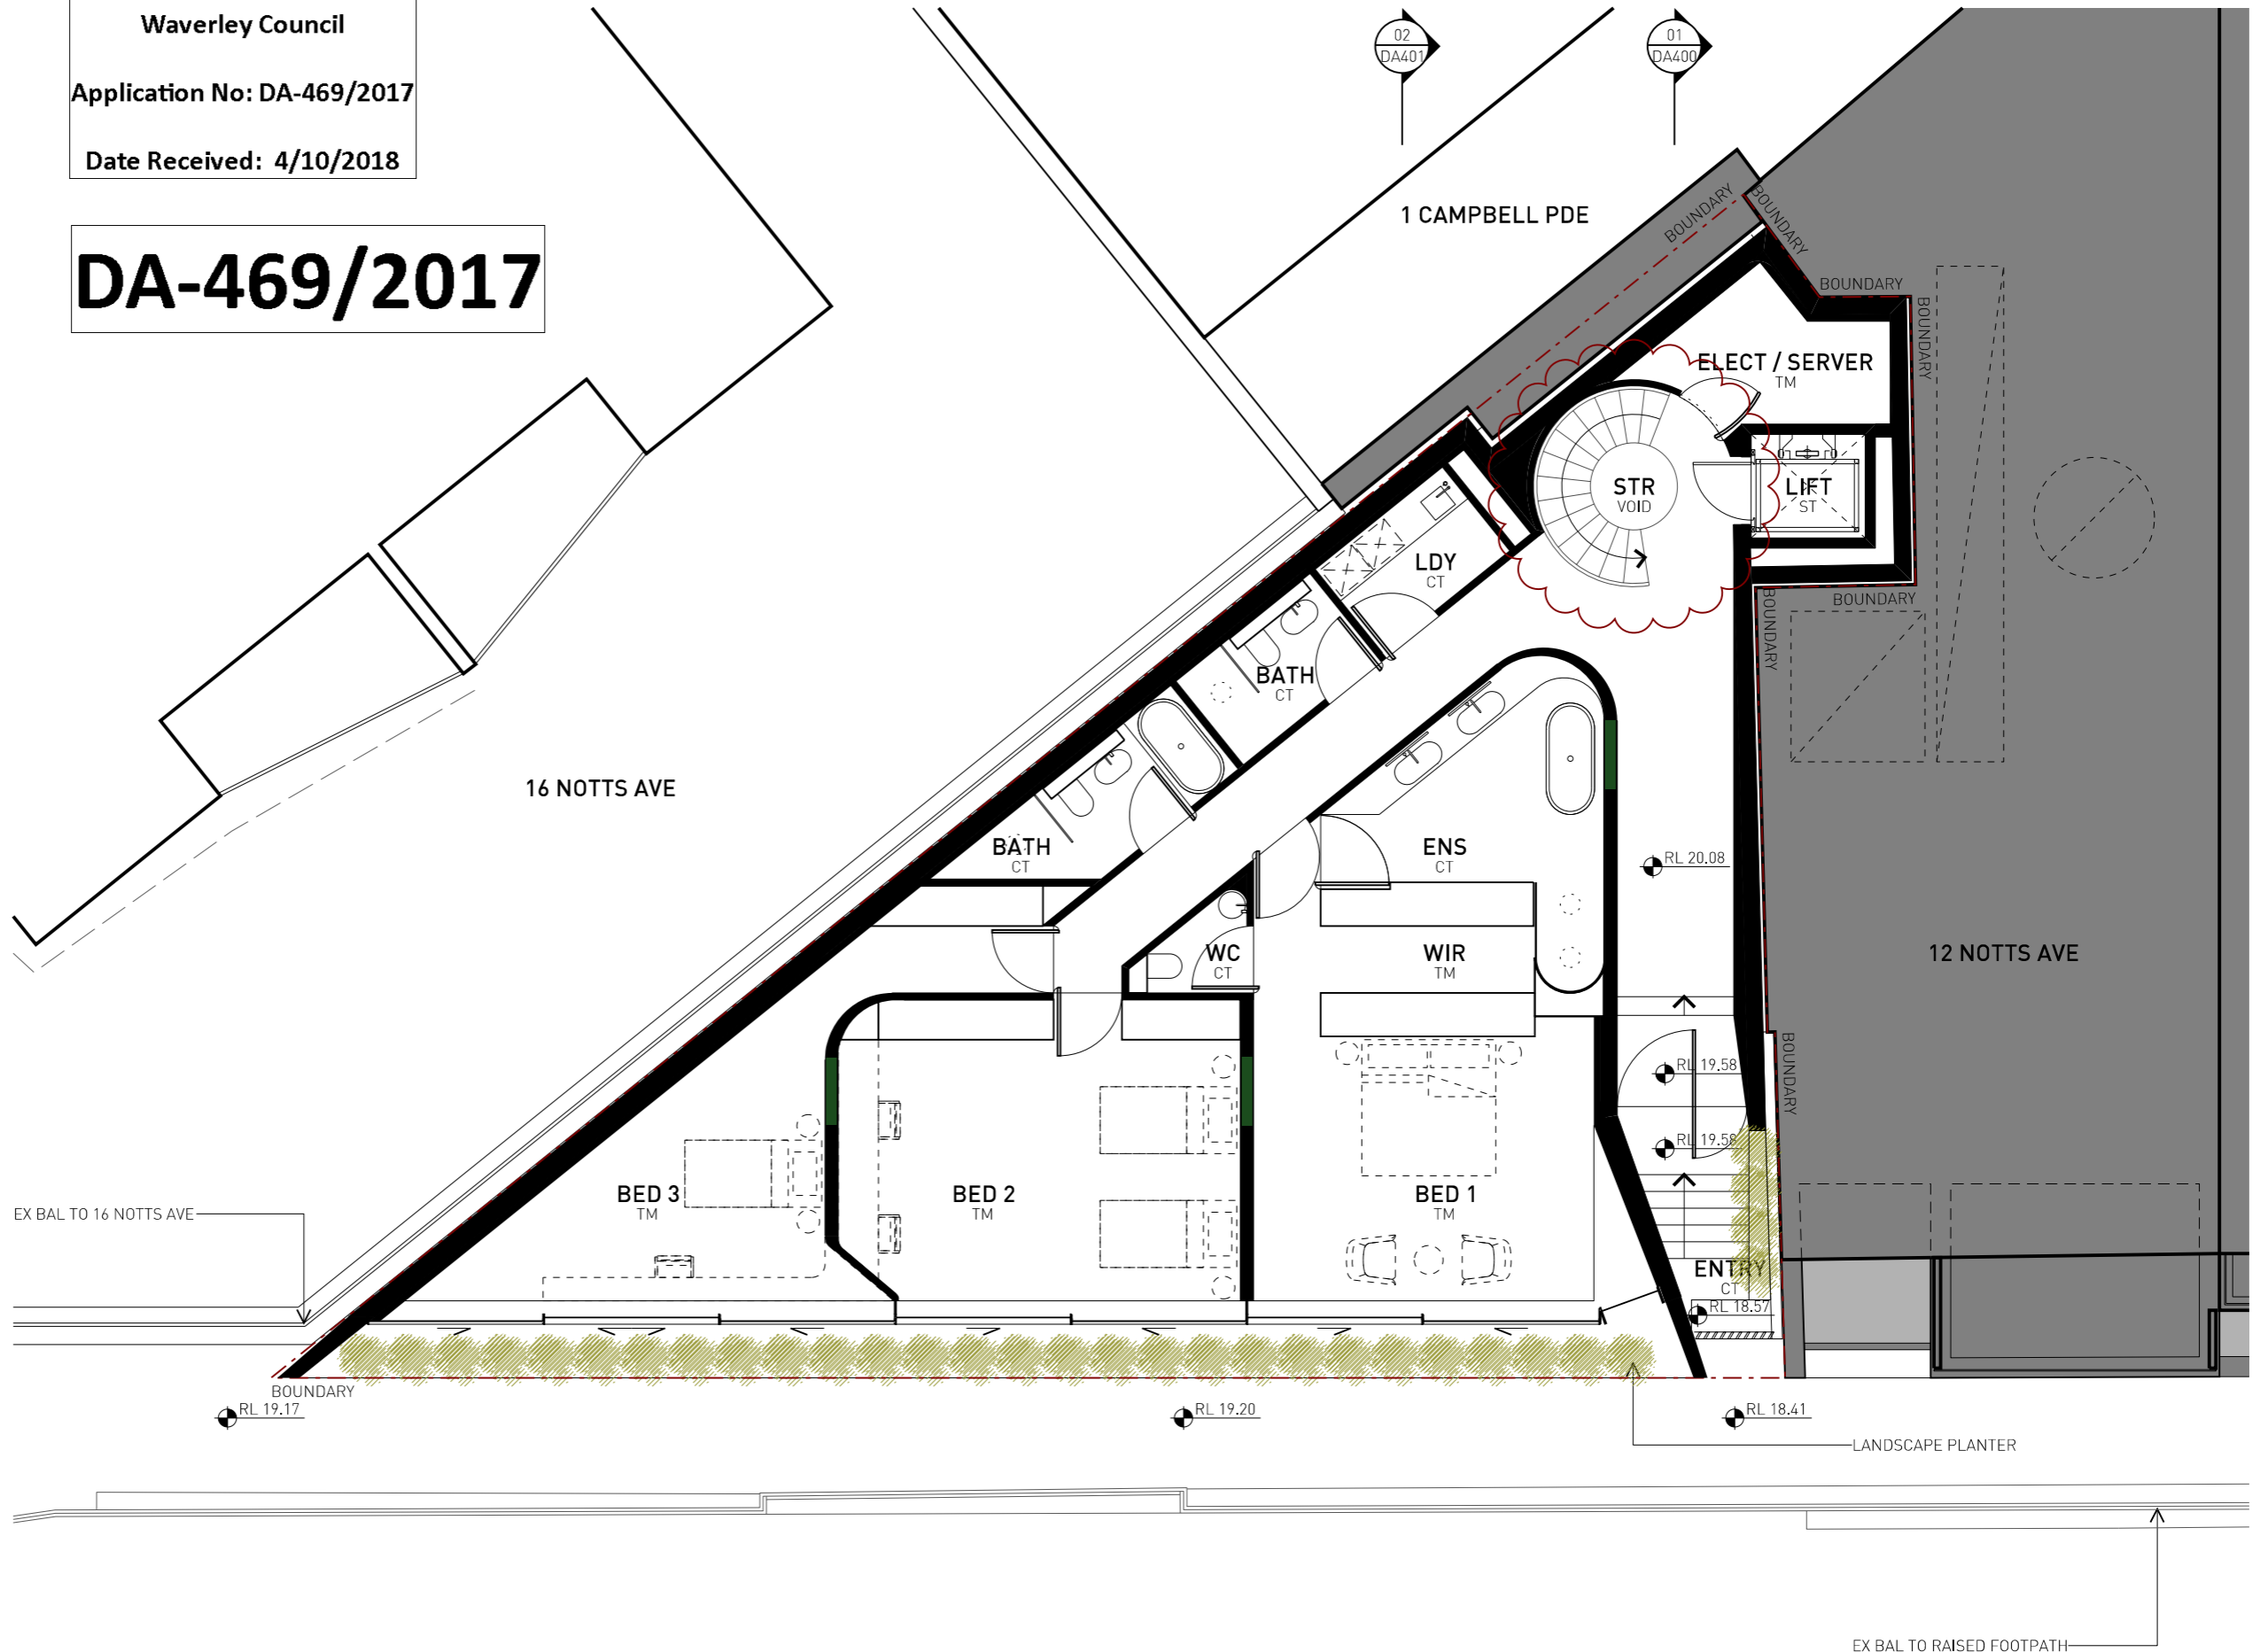 Waverley Council
Application No: DA-469/2017
Date Received: 4/10/2018
DA-469/2017
02
DA401
01
DA400
1 CAMPBELL PDE
BOUNDARY
BOUNDARY
BOUNDARY
BOUNDARY
ELECT / SERVER
TM
STR
VOID
LIFT
ST
LDY
CT
BOUNDARY
BOUNDARY
BATH
CT
16 NOTTS AVE
BATH
CT
ENS
CT
RL 20.08
WC
CT
WIR
TM
12 NOTTS AVE
RL 19.58
BOUNDARY
RL 19.58
BED 3
TM
BED 2
TM
BED 1
TM
EX BAL TO 16 NOTTS AVE
ENTRY
CT
RL 18.57
BOUNDARY
RL 19.17
RL 19.20
RL 18.41
LANDSCAPE PLANTER
EX BAL TO RAISED FOOTPATH